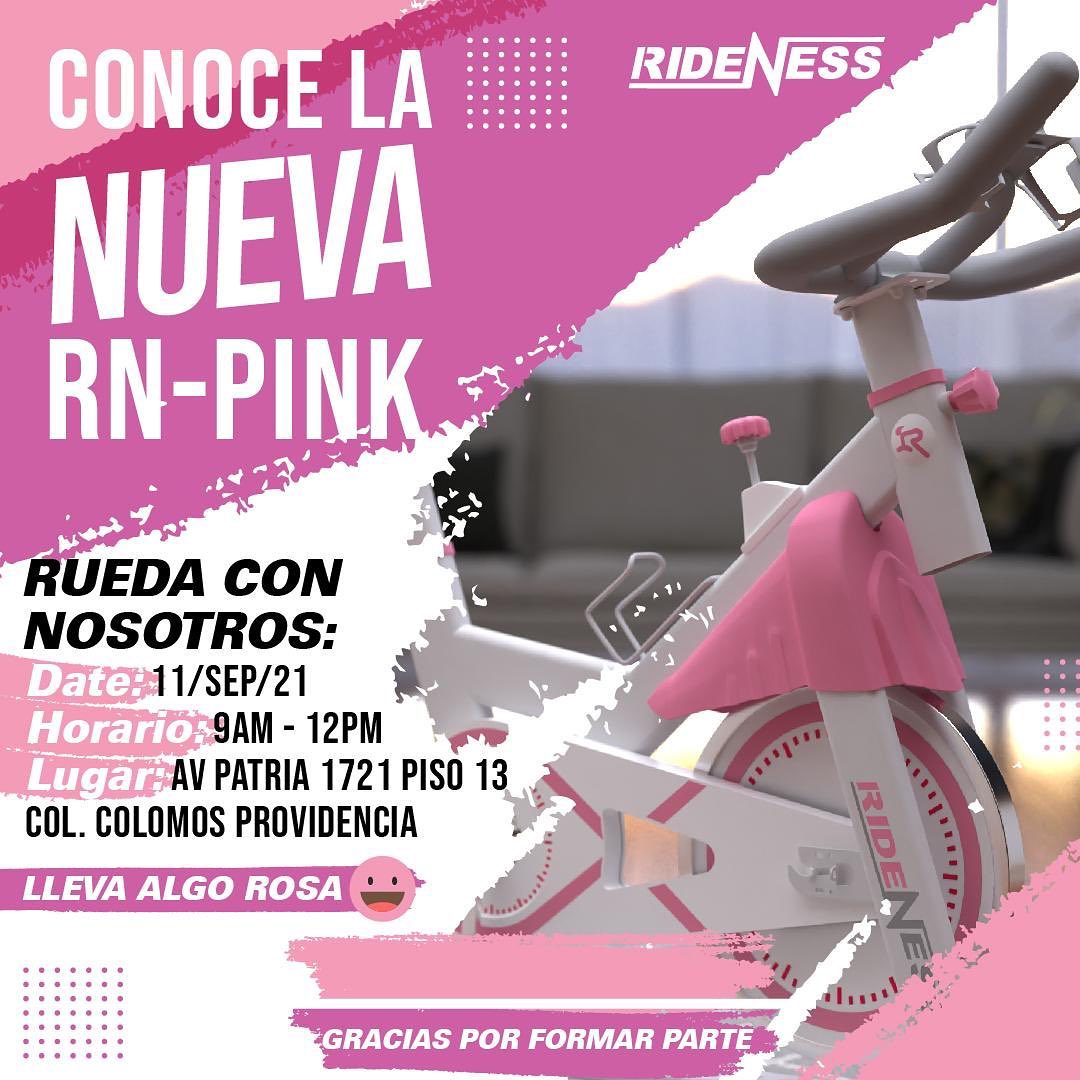 CONOCE LA
RIDENESS
NUEVA
RN-PINK
R
RUEDA CON
NOSOTROS:
Date: 11/SEP/21
Horario: 9AM - 12PM
Lugar: AV PATRIA 1721 PISO 13
COL. COLOMOS PROVIDENCIA
LLEVA ALGO ROSA
RIDENES
GRACIAS POR FORMAR PARTE